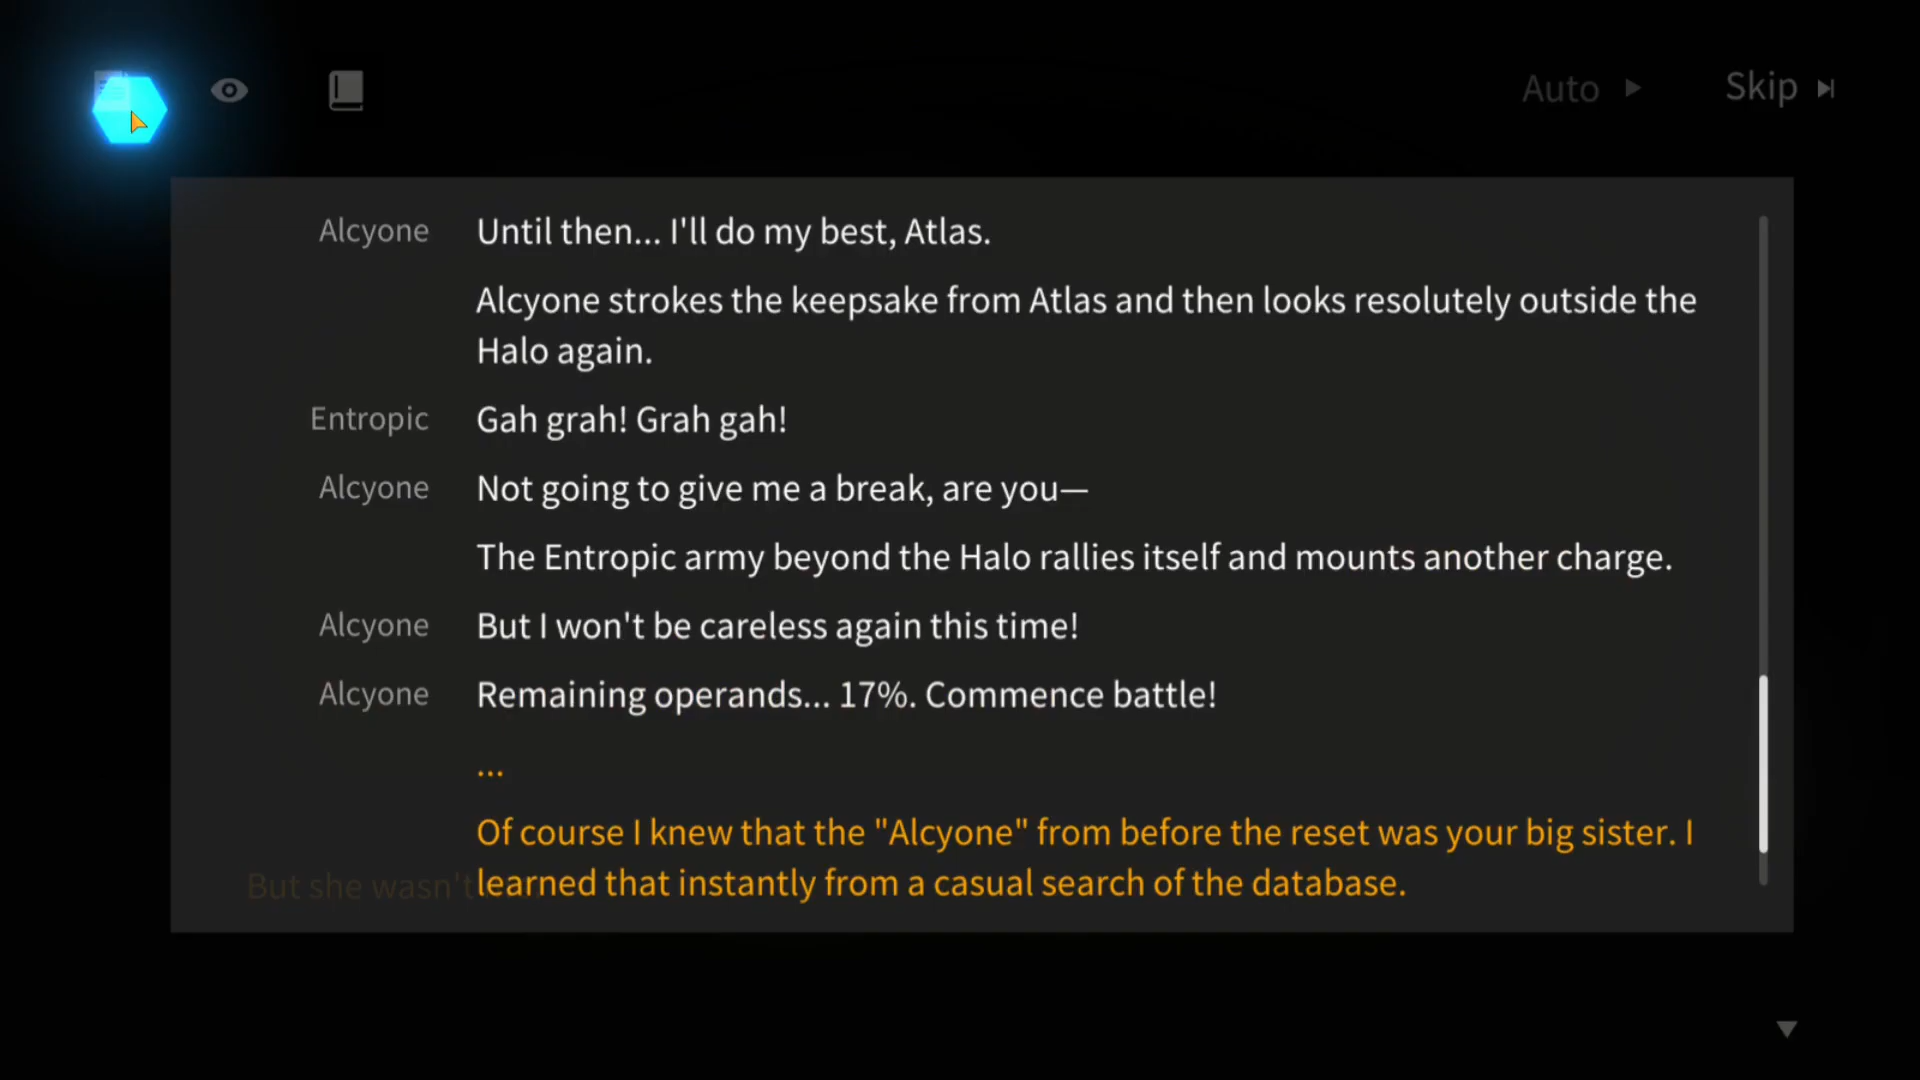 Auto
Skip
Alcyone Until then... I'll do my best, Atlas.
Alcyone strokes the keepsake from Atlas and then looks resolutely outside the
Halo again.
Entropic Gah grah! Grah gah!
Alcyone Not going to give me a break, are you—
The Entropic army beyond the Halo rallies itself and mounts another charge.
Alcyone But I won't be careless again this time!
Alcyone Remaining operands... 17%. Commence battle!
...
Of course I knew that the "Alcyone" from before the reset was your big sister. I
learned that instantly from a casual search of the database.
But she wasn't